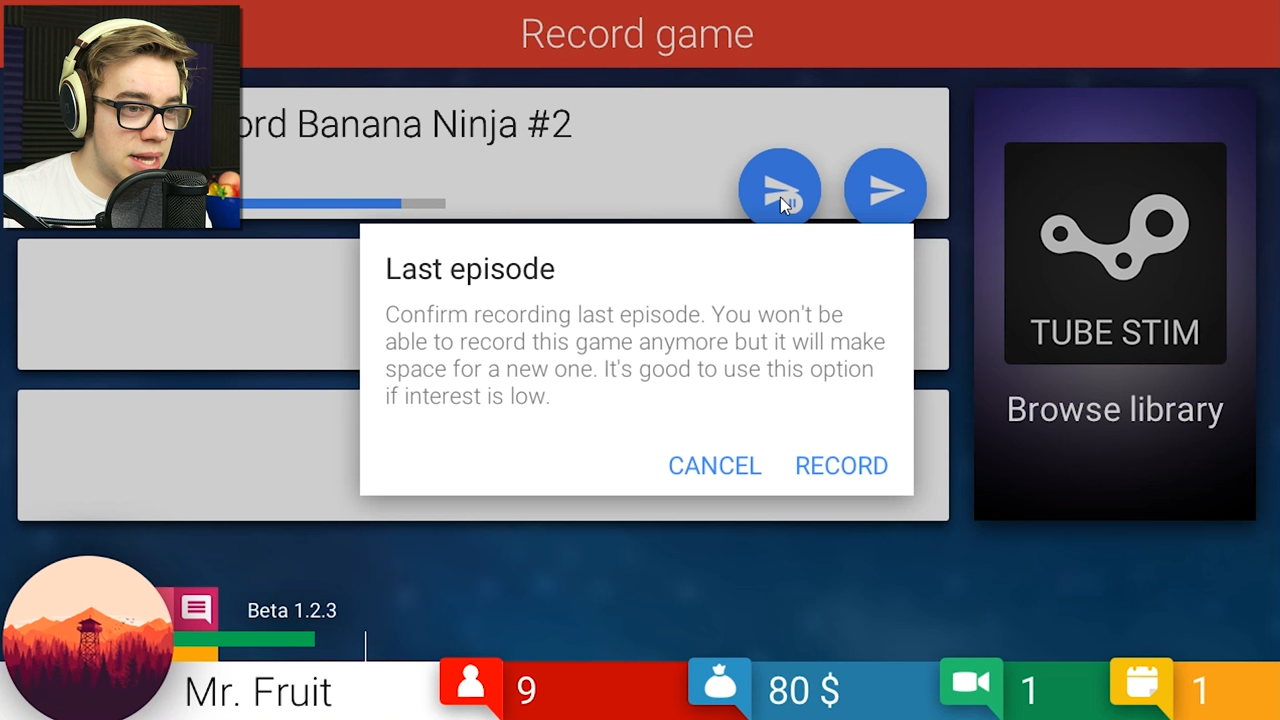 Record game
ord Banana Ninja #2
Last episode
Confirm recording last episode. You won't be
able to record this game anymore but it will make
space for a new one. It's good to use this option
if interest is low.
CANCEL RECORD
TUBE STIM
Browse library
Beta 1.2.3
Mr. Fruit
9
80 $
1
1